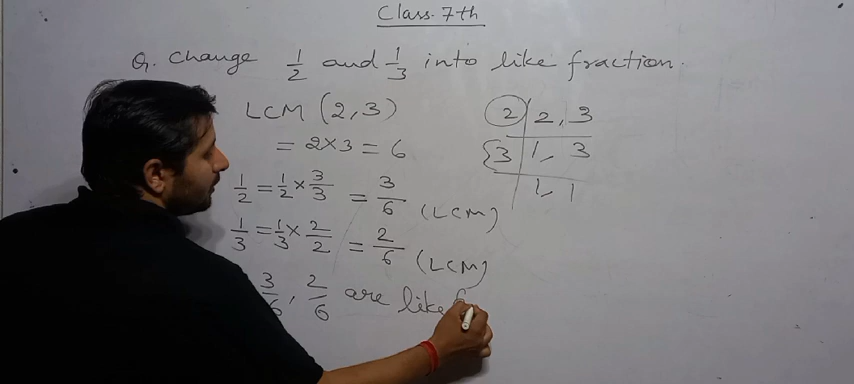 Class-7th
Q. Change 1/2 and 1/3 into like fraction.
LCM (2,3)
= 2×3 = 6
1/2 = 1/2 × 3/3 = 3/6 (LCM)
1/3 = 1/3 × 2/2 = 2/6 (LCM)
3/6, 2/6 are like
2 | 2, 3
3 | 1, 3
1, 1